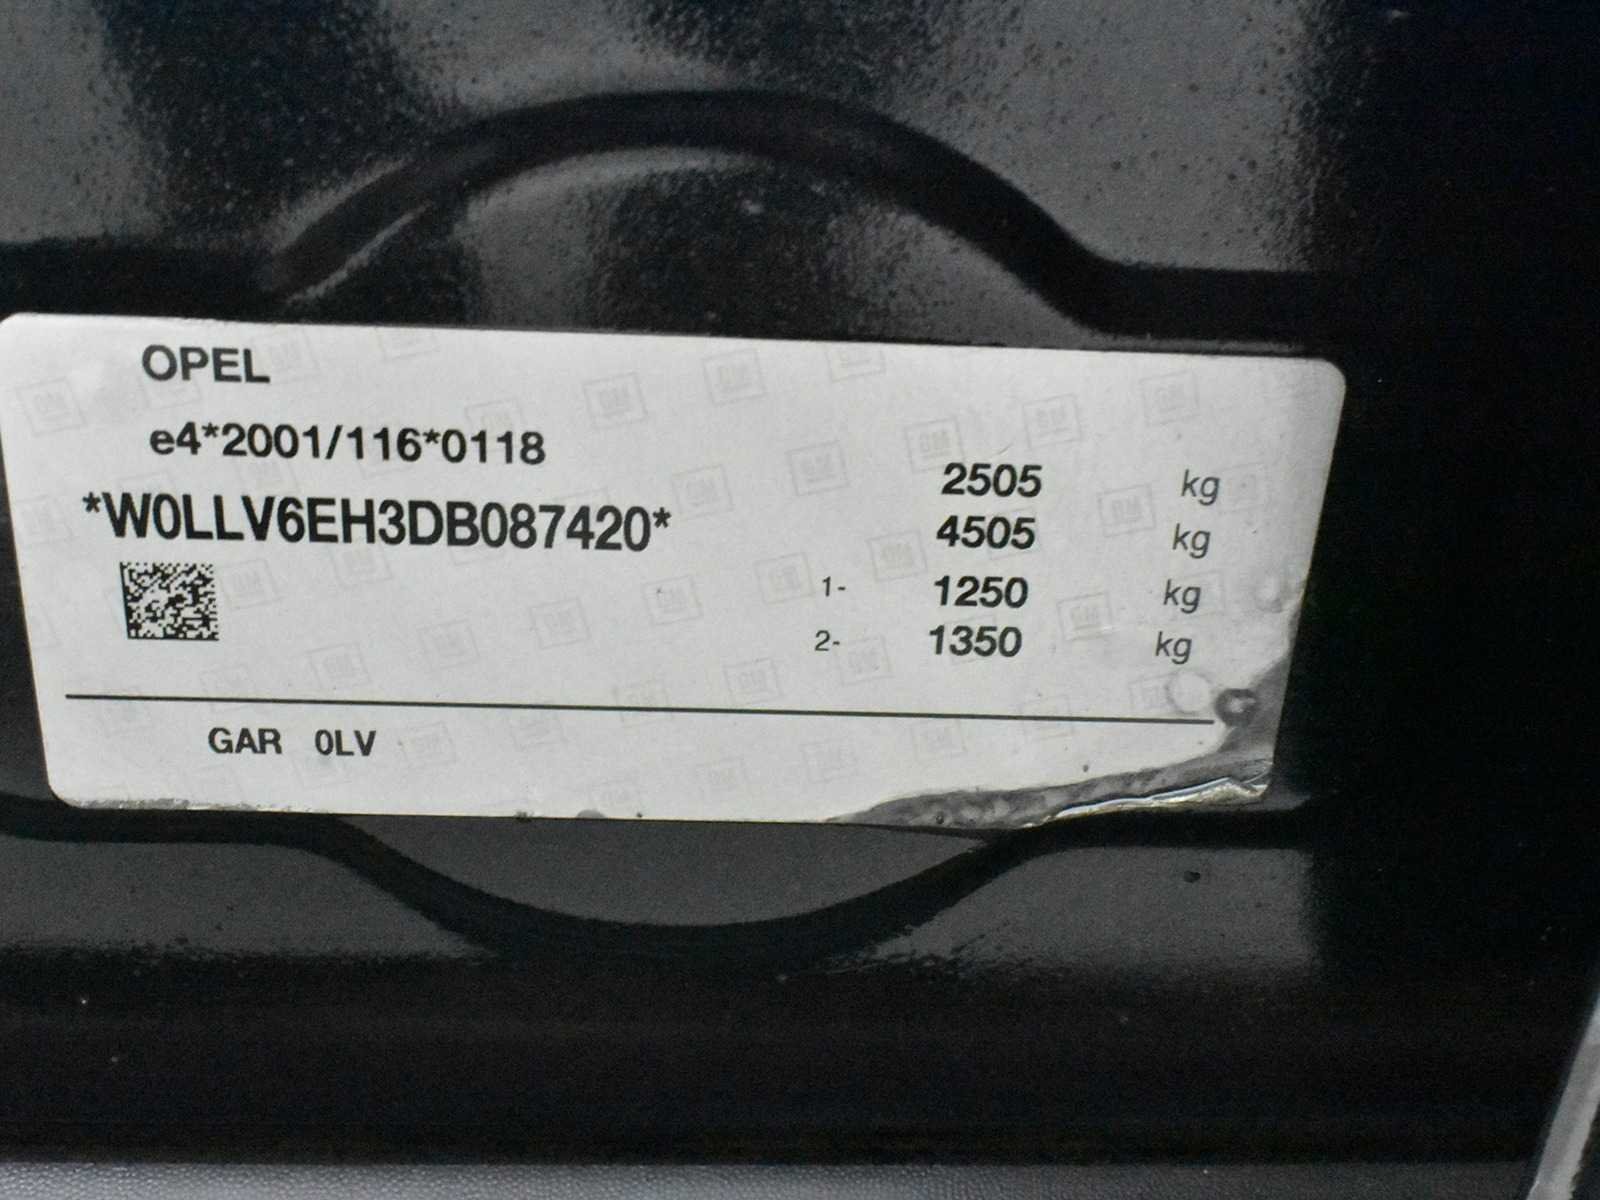 OPEL
e4*2001/116*0118
*W0LLV6EH3DB087420*
2505 kg
4505 kg
1- 1250 kg
2- 1350 kg
GAR 0LV